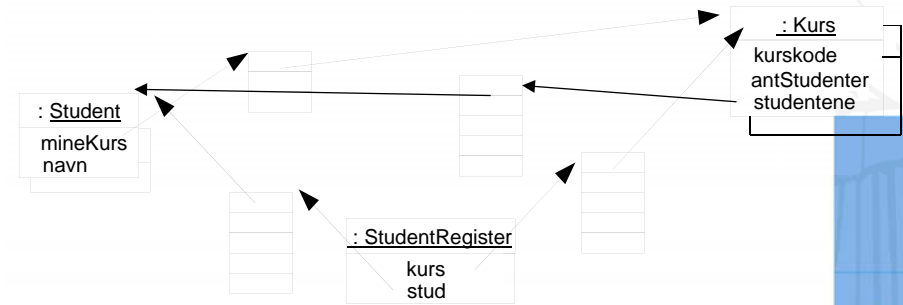 : Kurs
kurskode
antStudenter
studentene
: Student
mineKurs
navn
: StudentRegister
kurs
stud